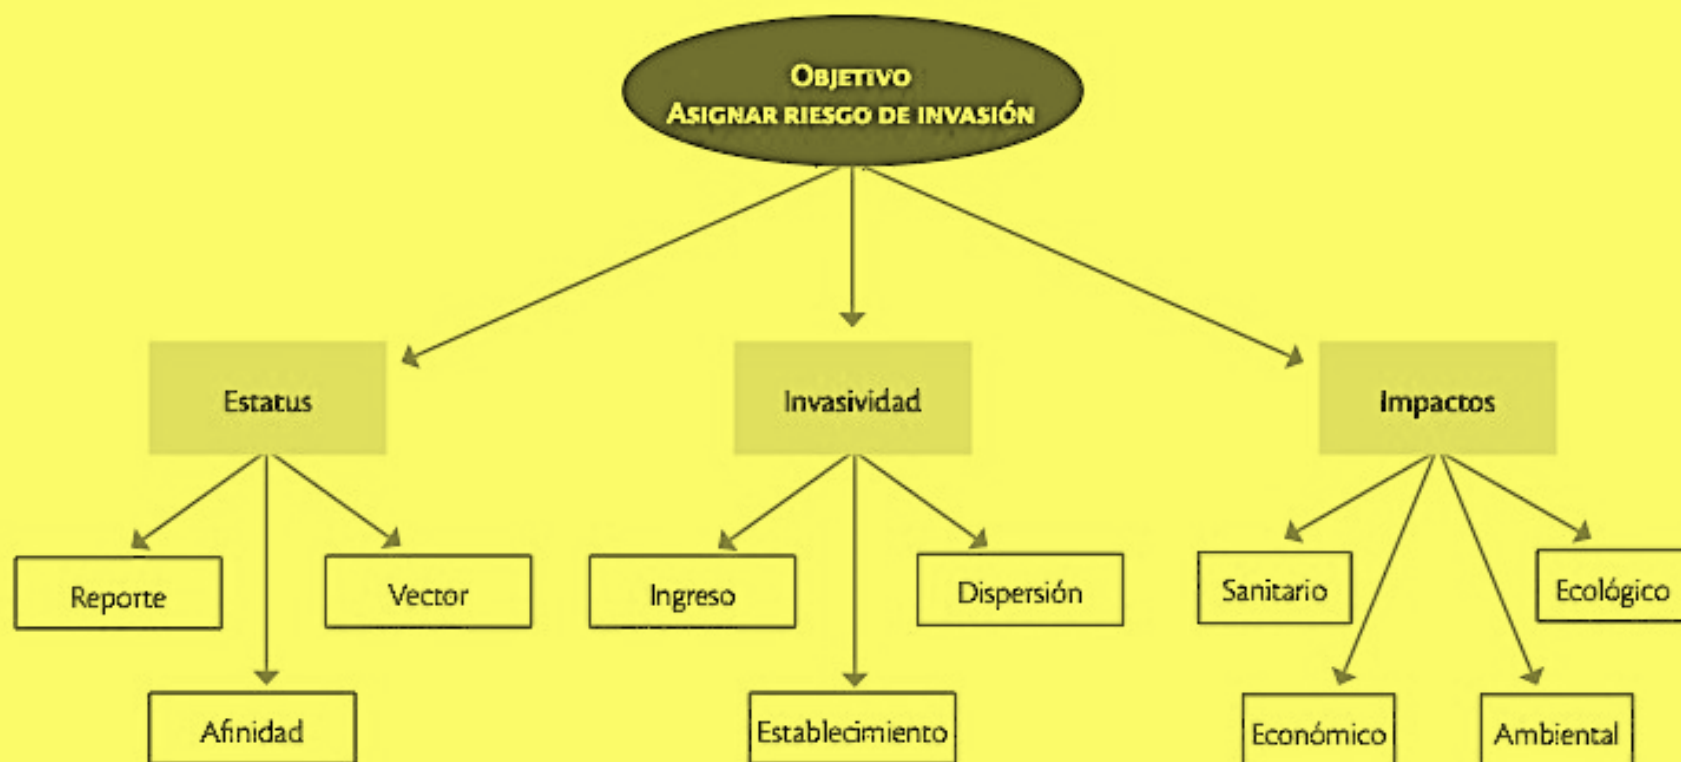 OBJETIVO
ASIGNAR RIESGO DE INVASIÓN
Estatus
Invasividad
Impactos
Reporte
Vector
Afinidad
Ingreso
Dispersión
Establecimiento
Sanitario
Ecológico
Económico
Ambiental